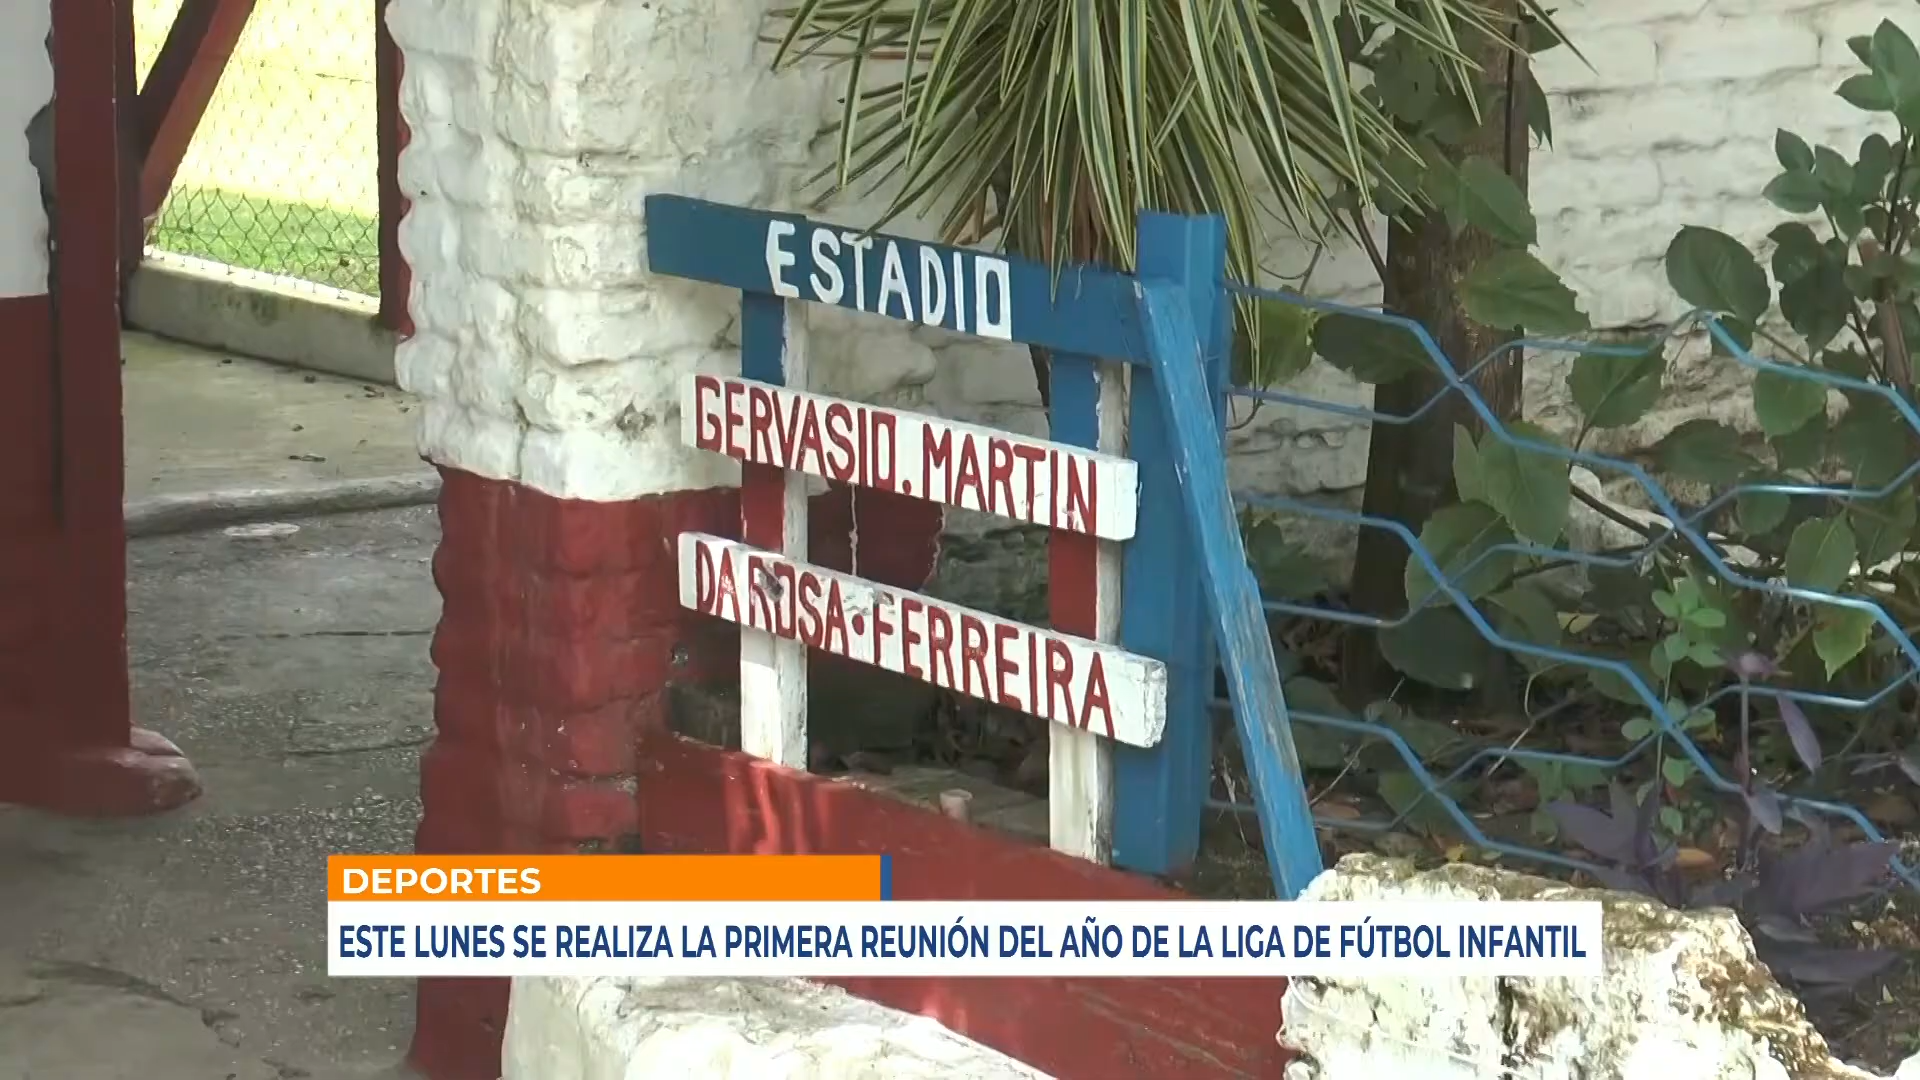 ESTADIO
GERVASIO. MARTIN
DA ROSA • FERREIRA
DEPORTES
ESTE LUNES SE REALIZA LA PRIMERA REUNIÓN DEL AÑO DE LA LIGA DE FÚTBOL INFANTIL